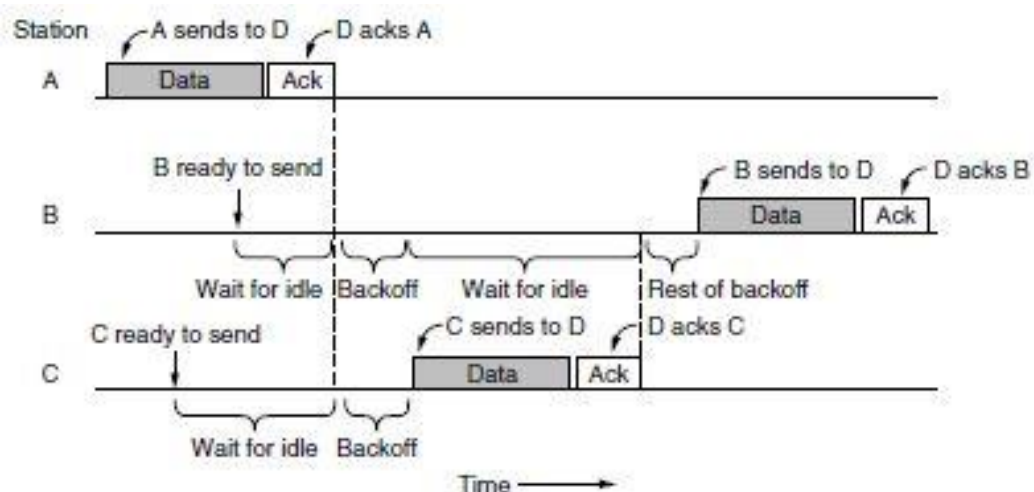 Station
A sends to D
D acks A
A
Data
Ack
B ready to send
B sends to D
D acks B
B
Data
Ack
Wait for idle
Backoff
Wait for idle
Rest of backoff
C ready to send
C sends to D
D acks C
C
Data
Ack
Wait for idle
Backoff
Time